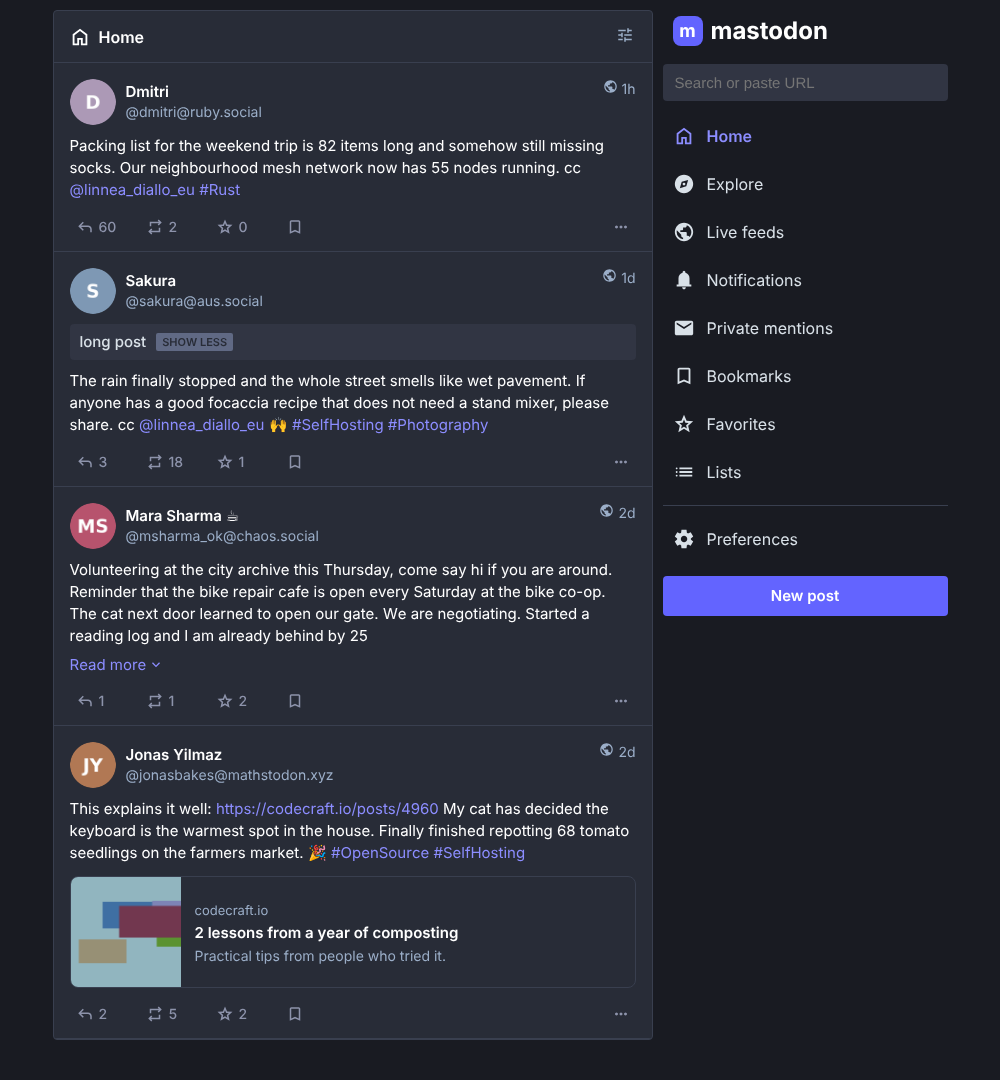 Home
D
Dmitri
1h
@dmitri@ruby.social
Packing list for the weekend trip is 82 items long and somehow still missing
socks. Our neighbourhood mesh network now has 55 nodes running. cc
@linnea_diallo_eu #Rust
60 2 0
S
Sakura
1d
@sakura@aus.social
long post SHOW LESS
The rain finally stopped and the whole street smells like wet pavement. If
anyone has a good focaccia recipe that does not need a stand mixer, please
share. cc @linnea_diallo_eu 🙌 #SelfHosting #Photography
3 18 1
MS
Mara Sharma ☕
2d
@msharma_ok@chaos.social
Volunteering at the city archive this Thursday, come say hi if you are around.
Reminder that the bike repair cafe is open every Saturday at the bike co-op.
The cat next door learned to open our gate. We are negotiating. Started a
reading log and I am already behind by 25
Read more
1 1 2
JY
Jonas Yilmaz
2d
@jonasbakes@mathstodon.xyz
This explains it well: https://codecraft.io/posts/4960 My cat has decided the
keyboard is the warmest spot in the house. Finally finished repotting 68 tomato
seedlings on the farmers market. 🎉 #OpenSource #SelfHosting
codecraft.io
2 lessons from a year of composting
Practical tips from people who tried it.
2 5 2
m mastodon
Search or paste URL
Home
Explore
Live feeds
Notifications
Private mentions
Bookmarks
Favorites
Lists
Preferences
New post